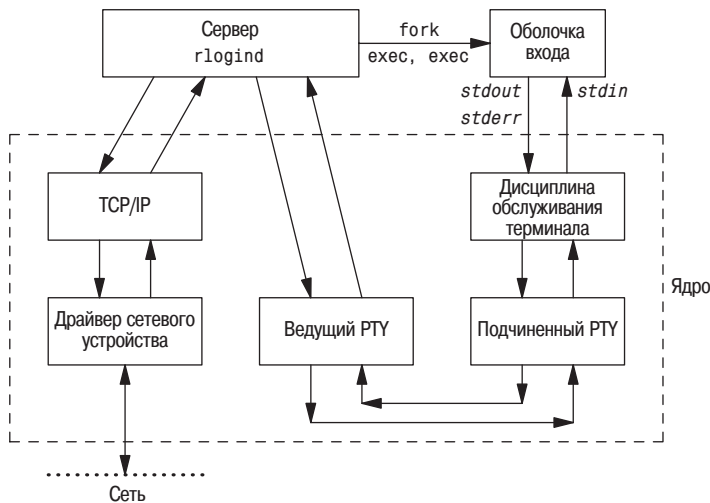 Сервер
rlogind
fork
exec, exec
Оболочка
входа
stdout
stderr
stdin
TCP/IP
Дисциплина
обслуживания
терминала
Драйвер сетевого
устройства
Ведущий PTY
Подчиненный PTY
Ядро
Сеть